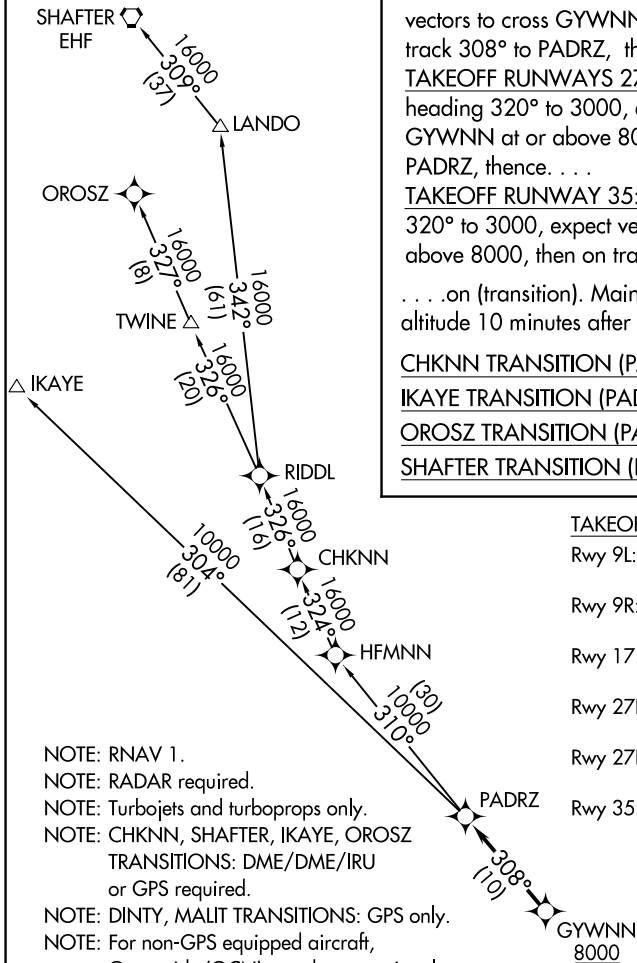 SHAFTER
EHF
16000
309°
(37)
LANDO
OROSZ
16000
327°
(8)
16000
342°
(61)
TWINE
16000
326°
(20)
IKAYE
RIDDL
16000
326°
(16)
CHKNN
10000
304°
(81)
16000
324°
(12)
HFMNN
(30)
10000
310°
PADRZ
308°
(10)
GYWNN
8000
vectors to cross GYWNN
track 308° to PADRZ, th
TAKEOFF RUNWAYS 27
heading 320° to 3000,
GYWNN at or above 80
PADRZ, thence. . . .
TAKEOFF RUNWAY 35:
320° to 3000, expect ve
above 8000, then on tra
. . . .on (transition). Main
altitude 10 minutes after
CHKNN TRANSITION (PA
IKAYE TRANSITION (PAD
OROSZ TRANSITION (PA
SHAFTER TRANSITION (
TAKEOF
Rwy 9L:
Rwy 9R:
Rwy 17
Rwy 27
Rwy 27
Rwy 35
NOTE: RNAV 1.
NOTE: RADAR required.
NOTE: Turbojets and turboprops only.
NOTE: CHKNN, SHAFTER, IKAYE, OROSZ
TRANSITIONS: DME/DME/IRU
or GPS required.
NOTE: DINTY, MALIT TRANSITIONS: GPS only.
NOTE: For non-GPS equipped aircraft,